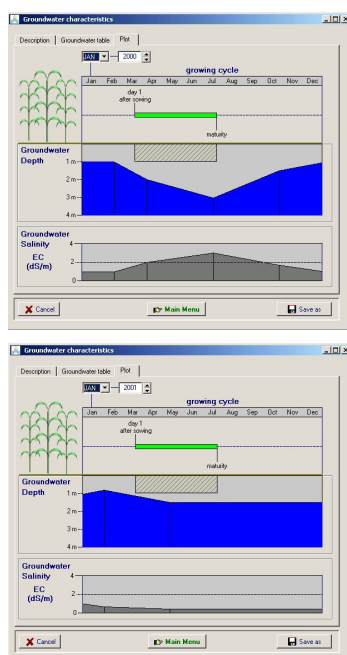 Groundwater characteristics
Description Groundwater table Plot
JAN 2000
growing cycle
Jan Feb Mar Apr May Jun Jul Aug Sep Oct Nov Dec
day 1
after sowing
maturity
Groundwater
Depth
1 m
2 m
3 m
4 m
Groundwater
Salinity
EC
(dS/m)
4
2
0
Cancel Main Menu Save as
Groundwater characteristics
Description Groundwater table Plot
JAN 2001
growing cycle
Jan Feb Mar Apr May Jun Jul Aug Sep Oct Nov Dec
day 1
after sowing
maturity
Groundwater
Depth
1 m
2 m
3 m
4 m
Groundwater
Salinity
EC
(dS/m)
4
2
0
Cancel Main Menu Save as